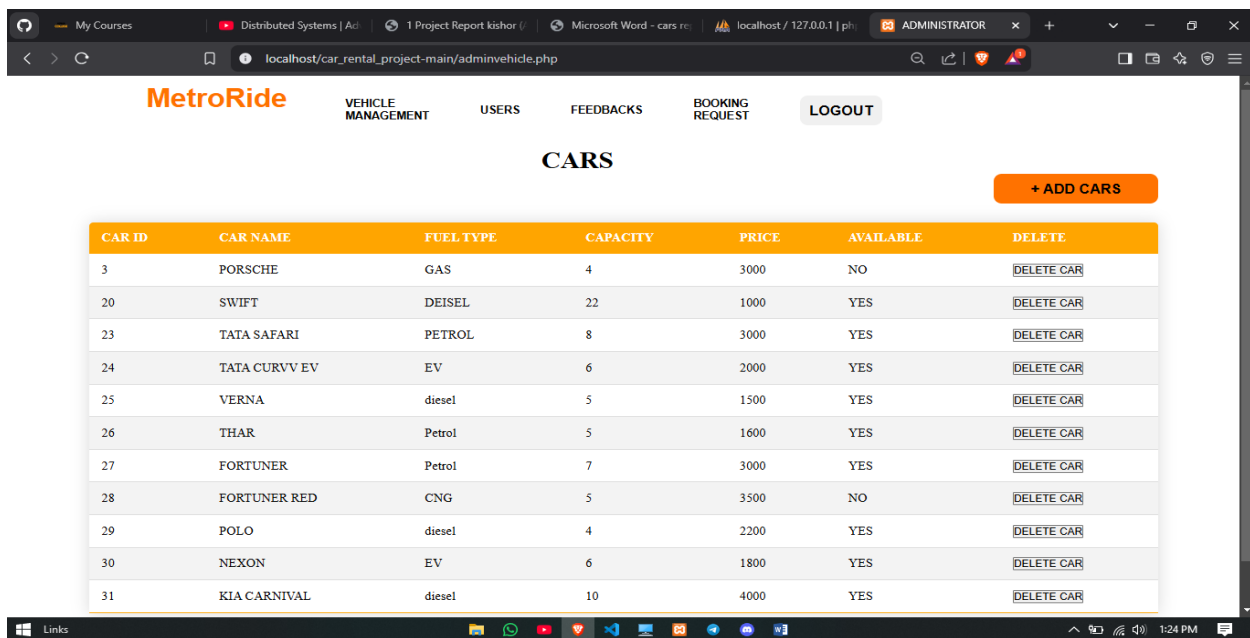 My Courses
Distributed Systems | Ad
1 Project Report kishor (
Microsoft Word - cars re
localhost / 127.0.0.1 | ph
ADMINISTRATOR
localhost/car_rental_project-main/adminvehicle.php
MetroRide
VEHICLE MANAGEMENT
USERS
FEEDBACKS
BOOKING REQUEST
LOGOUT
CARS
+ ADD CARS
CAR ID CAR NAME FUEL TYPE CAPACITY PRICE AVAILABLE DELETE
3 PORSCHE GAS 4 3000 NO DELETE CAR
20 SWIFT DEISEL 22 1000 YES DELETE CAR
23 TATA SAFARI PETROL 8 3000 YES DELETE CAR
24 TATA CURVV EV EV 6 2000 YES DELETE CAR
25 VERNA diesel 5 1500 YES DELETE CAR
26 THAR Petrol 5 1600 YES DELETE CAR
27 FORTUNER Petrol 7 3000 YES DELETE CAR
28 FORTUNER RED CNG 5 3500 NO DELETE CAR
29 POLO diesel 4 2200 YES DELETE CAR
30 NEXON EV 6 1800 YES DELETE CAR
31 KIA CARNIVAL diesel 10 4000 YES DELETE CAR
Links
1:24 PM